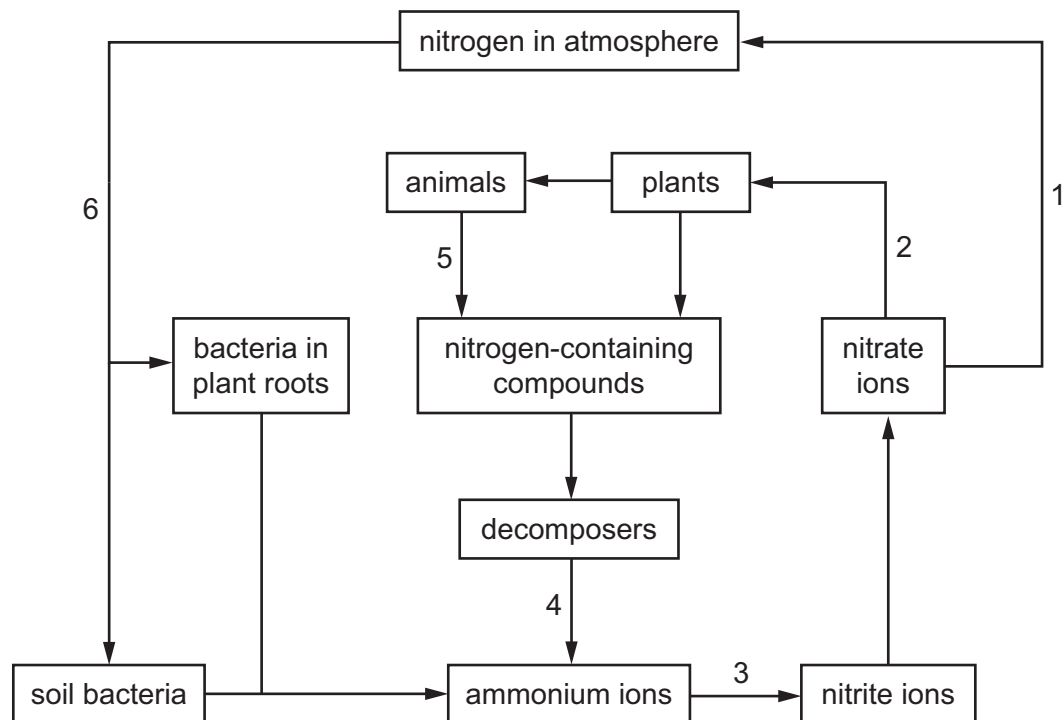 nitrogen in atmosphere
animals
plants
6
1
5
2
bacteria in
plant roots
nitrogen-containing
compounds
nitrate
ions
decomposers
4
soil bacteria
ammonium ions
3
nitrite ions